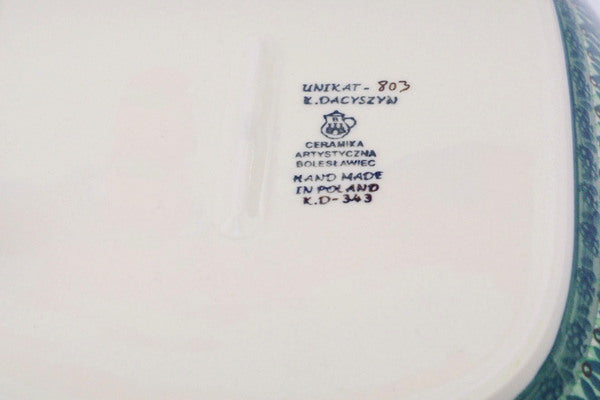 UNIKAT - 803
K. DACYSZYN
CERAMIKA
ARTYSTYCZNA
BOLESŁAWIEC
HAND MADE
IN POLAND
K.D-343